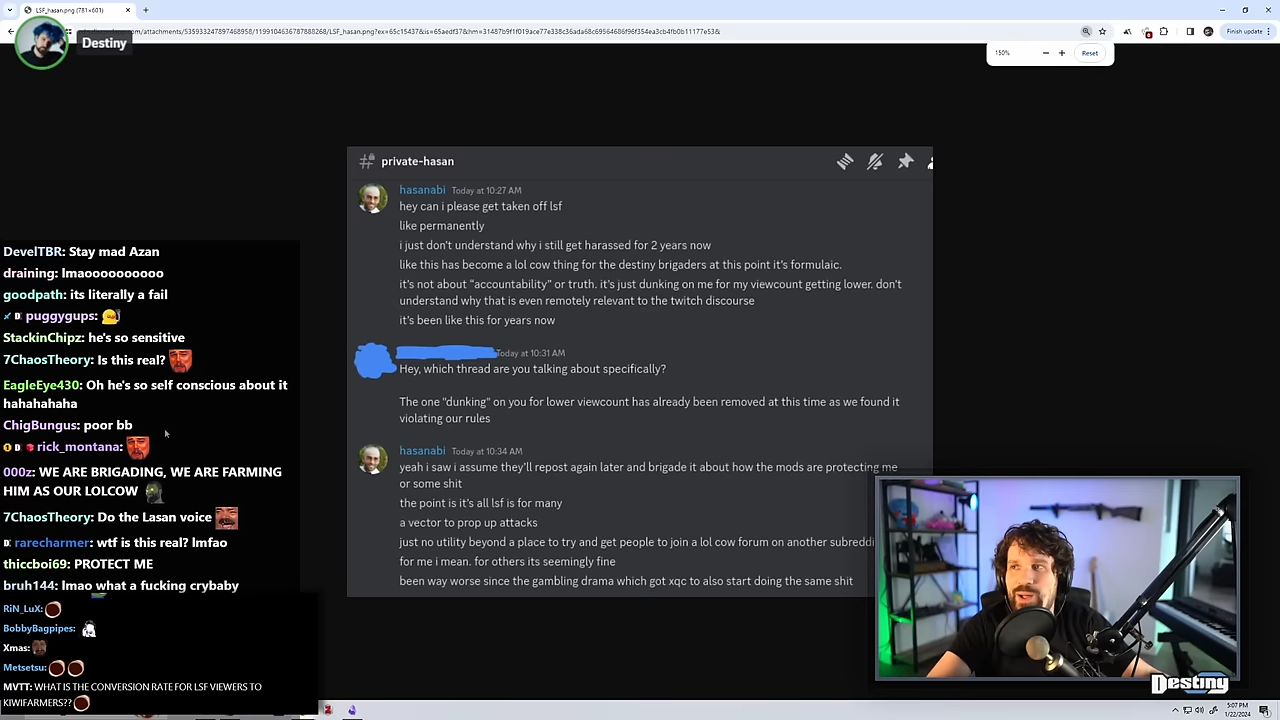 LSF_hasan.png (781×601)
Finish update
Destiny
150%
Reset
# private-hasan
hasanabi Today at 10:27 AM
hey can i please get taken off lsf
like permanently
i just don't understand why i still get harassed for 2 years now
like this has become a lol cow thing for the destiny brigaders at this point it's formulaic.
it's not about "accountability" or truth. it's just dunking on me for my viewcount getting lower. don't
understand why that is even remotely relevant to the twitch discourse
it's been like this for years now
Today at 10:31 AM
Hey, which thread are you talking about specifically?
The one "dunking" on you for lower viewcount has already been removed at this time as we found it
violating our rules
hasanabi Today at 10:34 AM
yeah i saw i assume they'll repost again later and brigade it about how the mods are protecting me
or some shit
the point is it's all lsf is for many
a vector to prop up attacks
just no utility beyond a place to try and get people to join a lol cow forum on another subreddi
for me i mean. for others its seemingly fine
been way worse since the gambling drama which got xqc to also start doing the same shit
DevelTBR: Stay mad Azan
draining: lmaoooooooooo
goodpath: its literally a fail
puggygups:
StackinChipz: he's so sensitive
7ChaosTheory: Is this real?
EagleEye430: Oh he's so self conscious about it
hahahahaha
ChigBungus: poor bb
rick_montana:
000z: WE ARE BRIGADING, WE ARE FARMING
HIM AS OUR LOLCOW
7ChaosTheory: Do the Lasan voice
rarecharmer: wtf is this real? lmfao
thiccboi69: PROTECT ME
bruh144: lmao what a fucking crybaby
RiN_LuX:
BobbyBagpipes:
Xmas:
Metsetsu:
MVTT: WHAT IS THE CONVERSION RATE FOR LSF VIEWERS TO
KIWIFARMERS??
Destiny
5:07 PM
1/22/2024